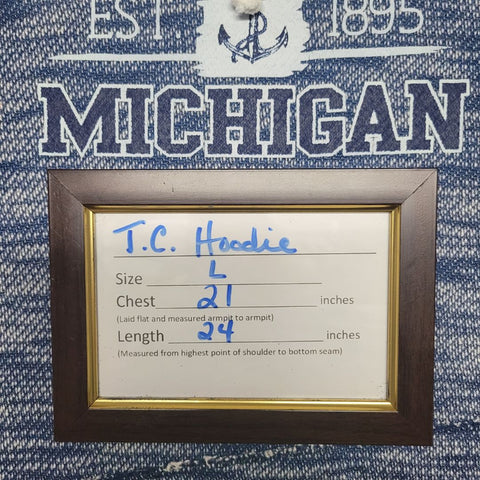 EST. 1895
MICHIGAN
T.C. Hoodie
Size L
Chest 21 inches
(Laid flat and measured armpit to armpit)
Length 24 inches
(Measured from highest point of shoulder to bottom seam)